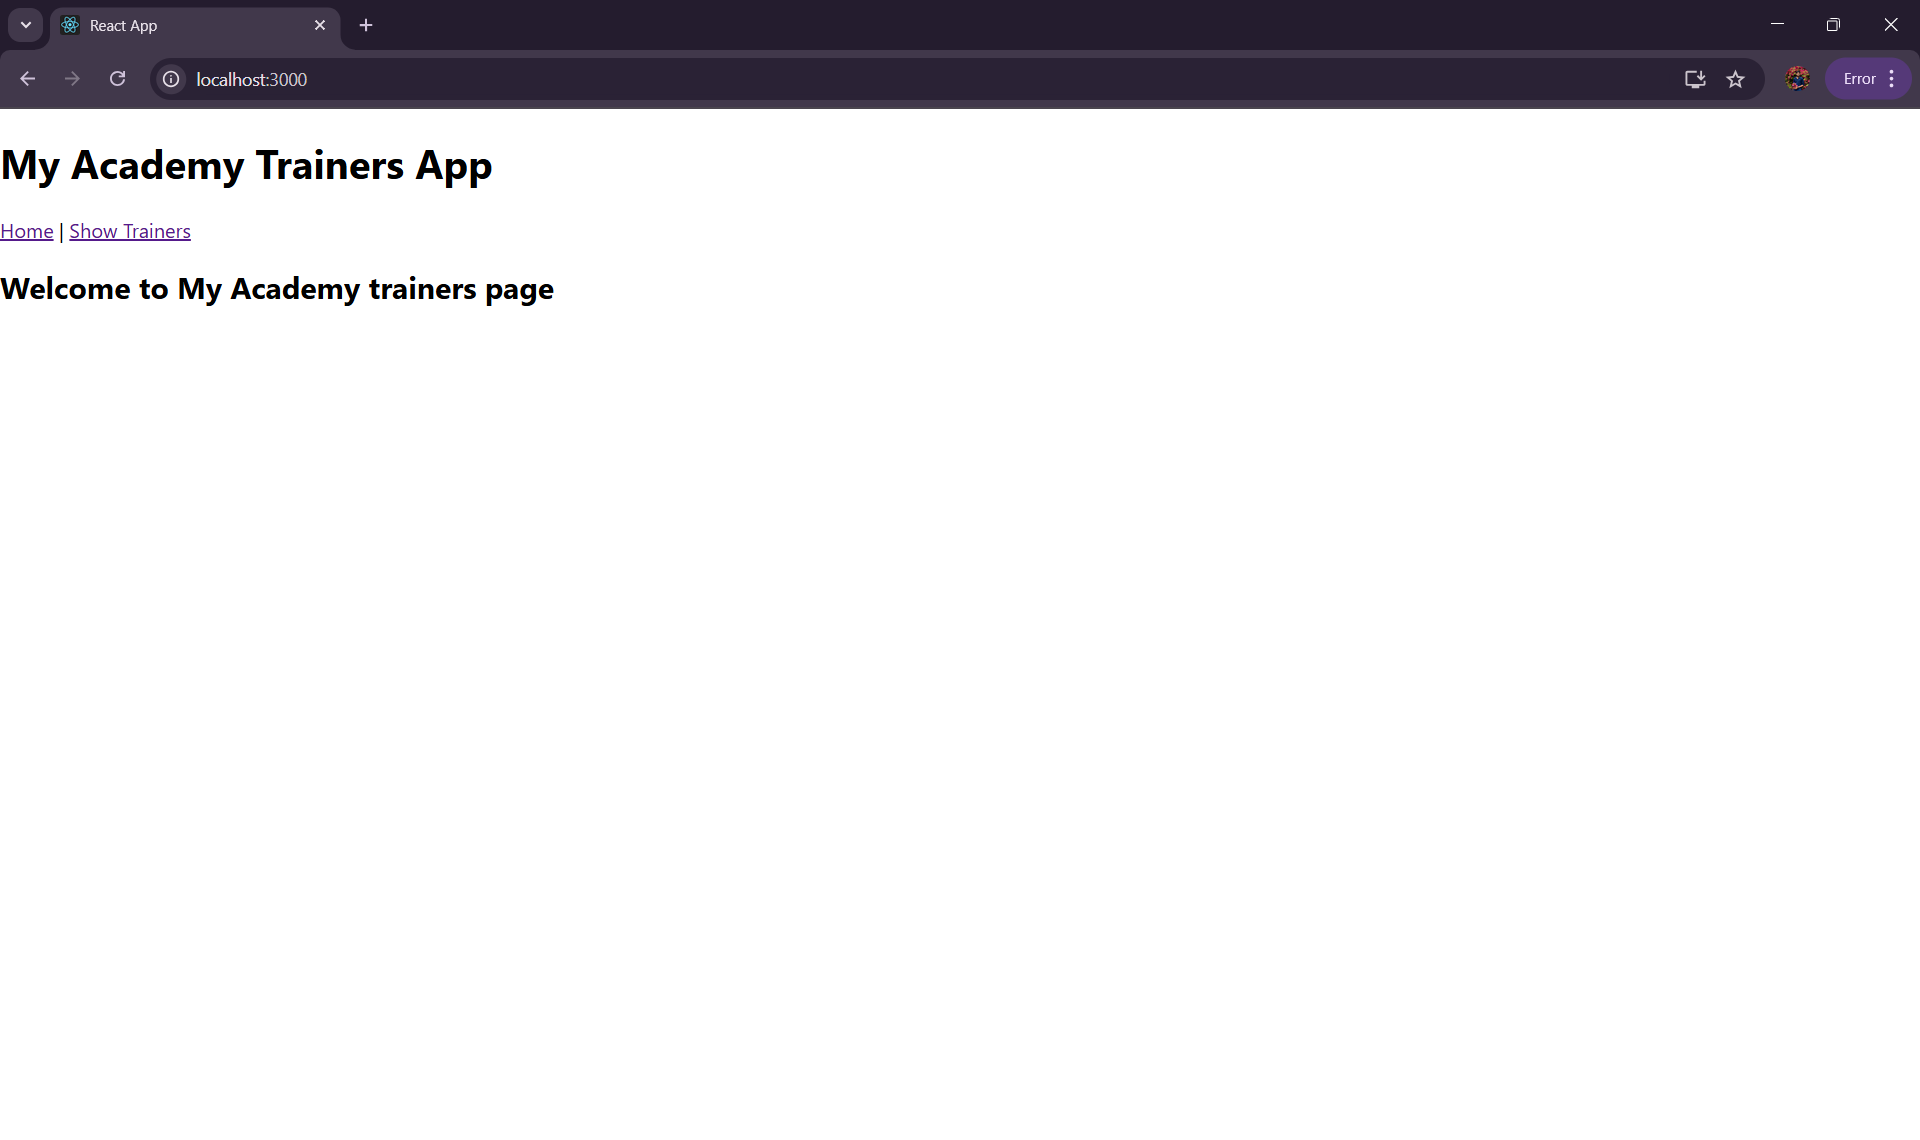 React App
localhost:3000
Error
My Academy Trainers App
Home | Show Trainers
Welcome to My Academy trainers page